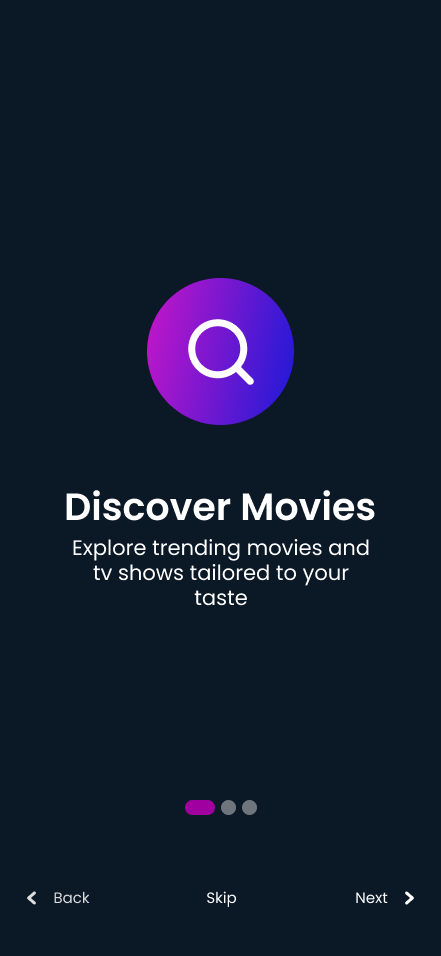 Discover Movies
Explore trending movies and
tv shows tailored to your
taste
Back
Skip
Next